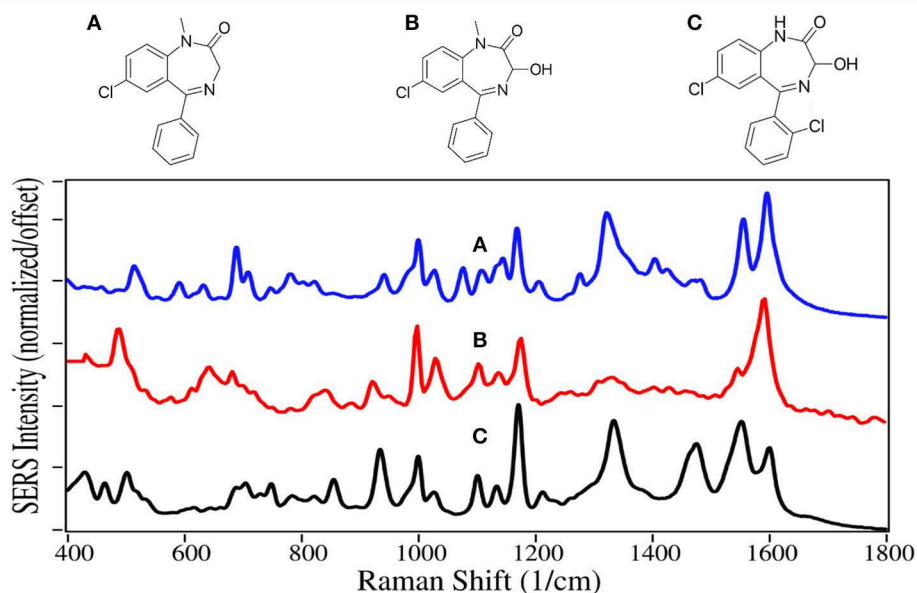 A B C
N O
Cl N
N O
OH
Cl N
NH O
OH
Cl N
Cl
SERS Intensity (normalized/offset)
A
B
C
400 600 800 1000 1200 1400 1600 1800
Raman Shift (1/cm)